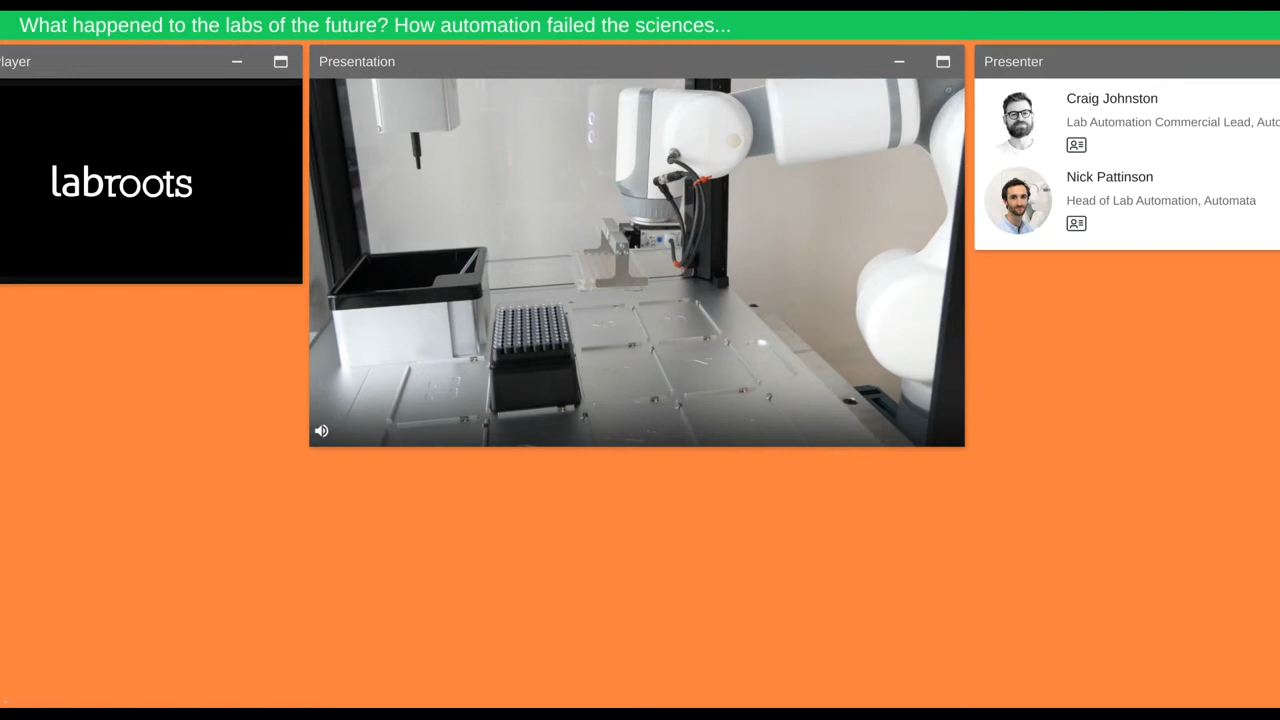 What happened to the labs of the future? How automation failed the sciences...
layer
Presentation
Presenter
labroots
Craig Johnston
Lab Automation Commercial Lead, Auto
Nick Pattinson
Head of Lab Automation, Automata